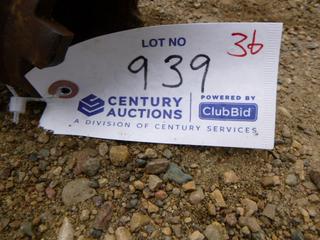 LOT NO
36
939
CENTURY AUCTIONS
POWERED BY
ClubBid
A DIVISION OF CENTURY SERVICES